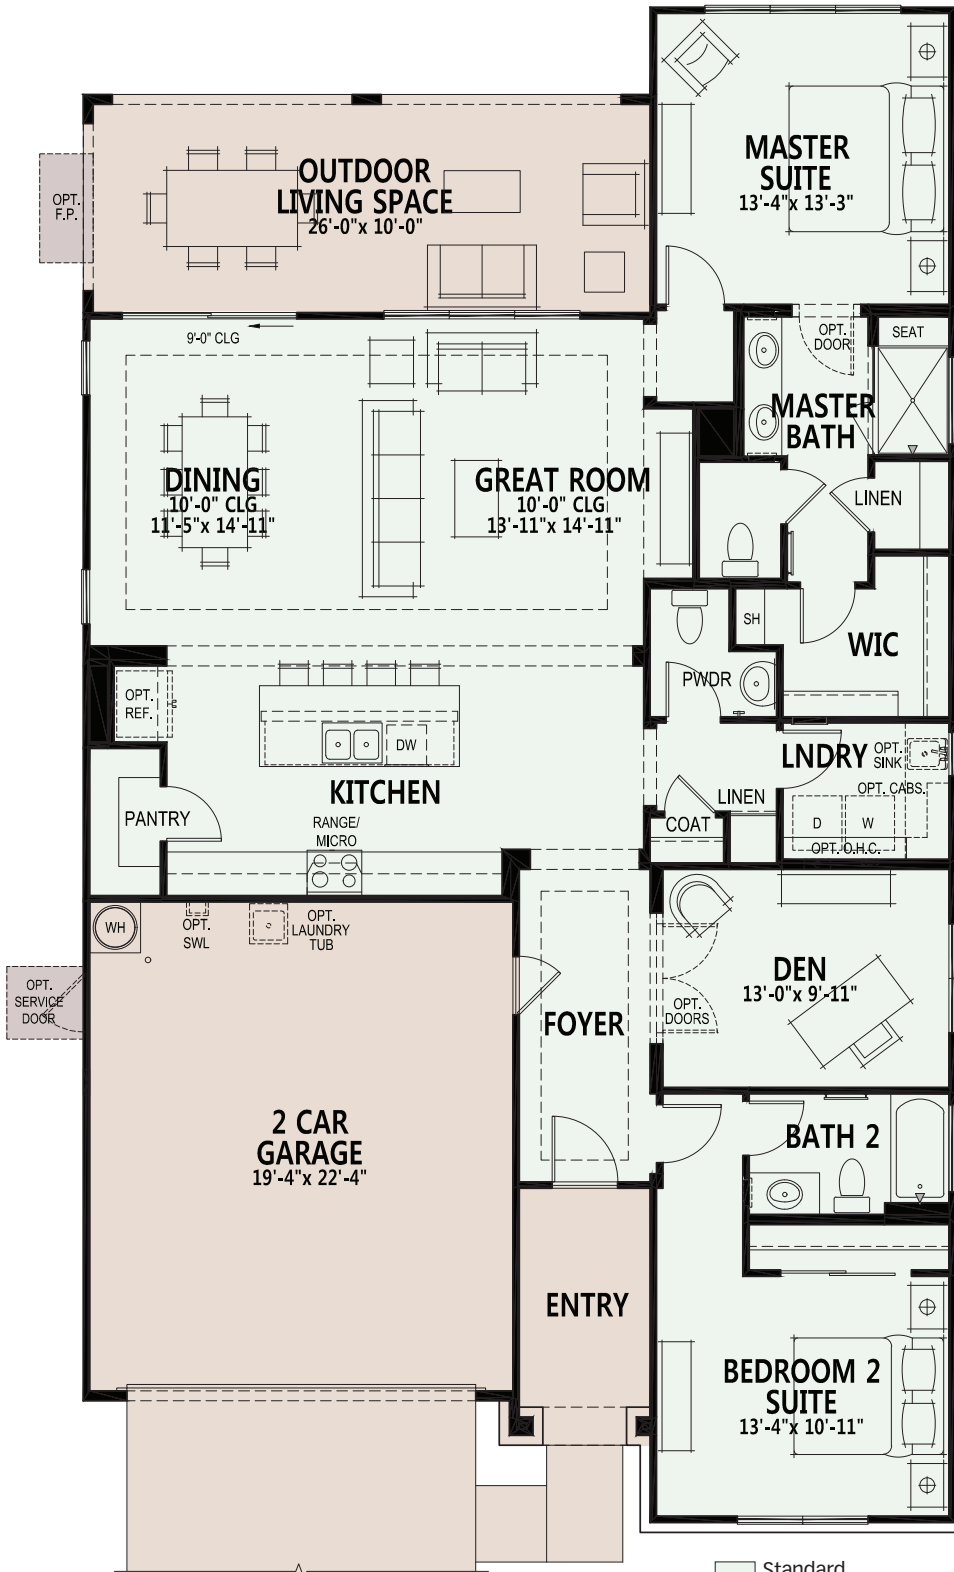 MASTER
SUITE
13'-4"x 13'-3"
OUTDOOR
LIVING SPACE
26'-0"x 10'-0"
OPT.
F.P.
9'-0" CLG
OPT.
DOOR
SEAT
MASTER
BATH
DINING
10'-0" CLG
11'-5"x 14'-11"
GREAT ROOM
10'-0" CLG
13'-11"x 14'-11"
LINEN
SH
WIC
PWDR
OPT.
REF.
DW
KITCHEN
LNDRY
OPT.
SINK
OPT. CABS.
LINEN
COAT
D
W
OPT. O.H.C.
PANTRY
RANGE/
MICRO
WH
OPT.
SWL
OPT.
LAUNDRY
TUB
OPT.
SERVICE
DOOR
DEN
13'-0"x 9'-11"
OPT.
DOORS
FOYER
2 CAR
GARAGE
19'-4"x 22'-4"
BATH 2
ENTRY
BEDROOM 2
SUITE
13'-4"x 10'-11"
Standard